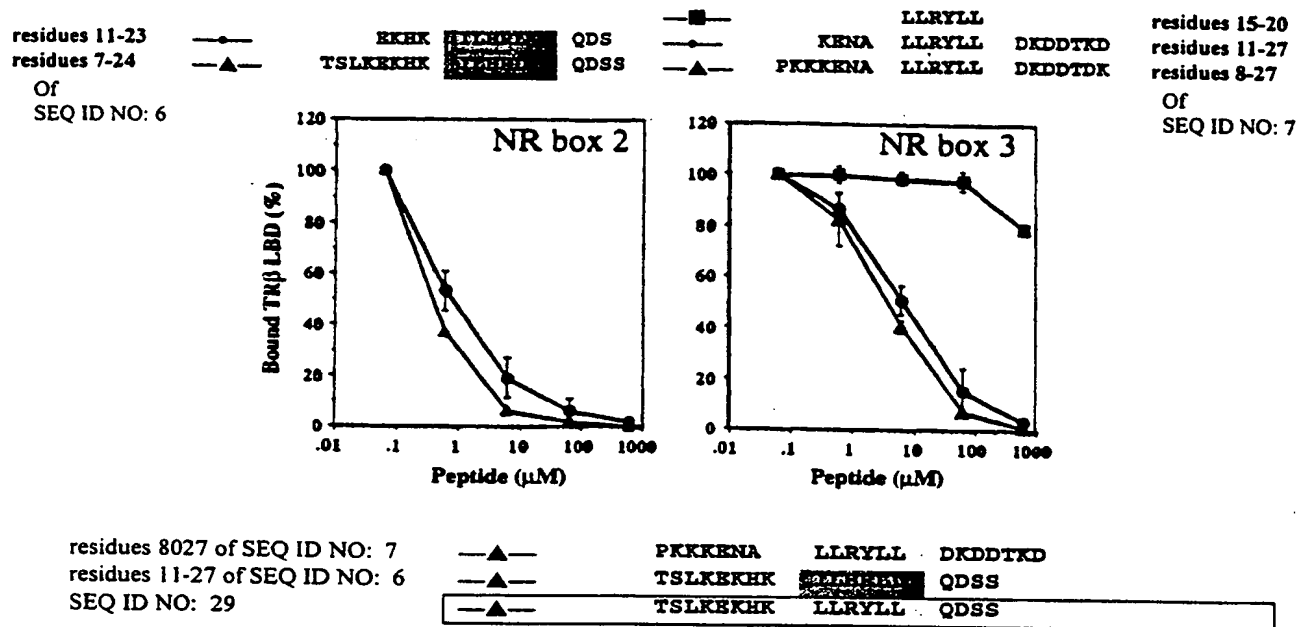 residues 11-23 EKHK QDS
residues 7-24 TSLKEKHK QDSS
Of
SEQ ID NO: 6
LLRYLL residues 15-20
KENA LLRYLL DKDDTKD residues 11-27
PKKKENA LLRYLL DKDDTDK residues 8-27
Of
SEQ ID NO: 7
NR box 2
120
100
80
60
40
20
0
Bound TRβ LBD (%)
.01 .1 1 10 100 1000
Peptide (µM)
NR box 3
120
100
80
60
40
20
0
.01 .1 1 10 100 1000
Peptide (µM)
residues 8027 of SEQ ID NO: 7 PKKKENA LLRYLL DKDDTKD
residues 11-27 of SEQ ID NO: 6 TSLKEKHK QDSS
SEQ ID NO: 29 TSLKEKHK LLRYLL QDSS